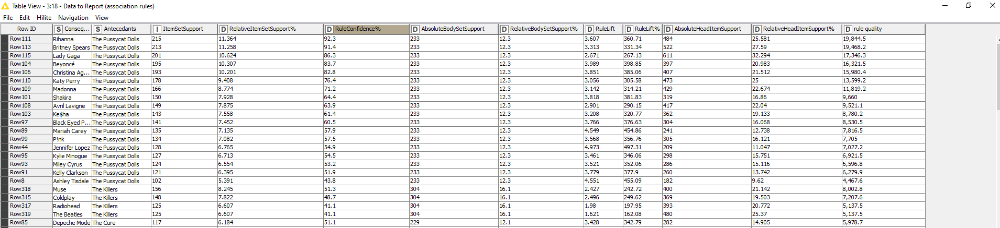 Table View - 3:18 - Data to Report (association rules)
File Edit Hilite Navigation View
Row ID S Conseq... S Antecedants I ItemSetSupport D RelativeItemSetSupport% D RuleConfidence% D AbsoluteBodySetSupport D RelativeBodySetSupport% D RuleLift D RuleLift% D AbsoluteHeadItemSupport D RelativeHeadItemSupport% D rule quality
Row111 Rihanna The Pussycat Dolls 215 11.364 92.3 233 12.3 3.607 360.71 484 25.581 19,844.5
Row113 Britney Spears The Pussycat Dolls 213 11.258 91.4 233 12.3 3.313 331.34 522 27.59 19,468.2
Row115 Lady Gaga The Pussycat Dolls 201 10.624 86.3 233 12.3 2.671 267.13 611 32.294 17,346.3
Row104 Beyoncé The Pussycat Dolls 195 10.307 83.7 233 12.3 3.989 398.85 397 20.983 16,321.5
Row106 Christina Ag... The Pussycat Dolls 193 10.201 82.8 233 12.3 3.851 385.06 407 21.512 15,980.4
Row110 Katy Perry The Pussycat Dolls 178 9.408 76.4 233 12.3 3.056 305.58 473 25 13,599.2
Row109 Madonna The Pussycat Dolls 166 8.774 71.2 233 12.3 3.142 314.21 429 22.674 11,819.2
Row101 Shakira The Pussycat Dolls 150 7.928 64.4 233 12.3 3.818 381.83 319 16.86 9,660
Row108 Avril Lavigne The Pussycat Dolls 149 7.875 63.9 233 12.3 2.901 290.15 417 22.04 9,521.1
Row103 Ke$ha The Pussycat Dolls 143 7.558 61.4 233 12.3 3.208 320.77 362 19.133 8,780.2
Row97 Black Eyed P... The Pussycat Dolls 141 7.452 60.5 233 12.3 3.766 376.63 304 16.068 8,530.5
Row89 Mariah Carey The Pussycat Dolls 135 7.135 57.9 233 12.3 4.549 454.86 241 12.738 7,816.5
Row99 P!nk The Pussycat Dolls 134 7.082 57.5 233 12.3 3.568 356.76 305 16.121 7,705
Row44 Jennifer Lopez The Pussycat Dolls 128 6.765 54.9 233 12.3 4.973 497.31 209 11.047 7,027.2
Row95 Kylie Minogue The Pussycat Dolls 127 6.713 54.5 233 12.3 3.461 346.06 298 15.751 6,921.5
Row93 Miley Cyrus The Pussycat Dolls 124 6.554 53.2 233 12.3 3.521 352.06 286 15.116 6,596.8
Row91 Kelly Clarkson The Pussycat Dolls 121 6.395 51.9 233 12.3 3.779 377.9 260 13.742 6,279.9
Row8 Ashley Tisdale The Pussycat Dolls 102 5.391 43.8 233 12.3 4.551 455.09 182 9.62 4,467.6
Row318 Muse The Killers 156 8.245 51.3 304 16.1 2.427 242.72 400 21.142 8,002.8
Row315 Coldplay The Killers 148 7.822 48.7 304 16.1 2.496 249.62 369 19.503 7,207.6
Row317 Radiohead The Killers 125 6.607 41.1 304 16.1 1.98 197.95 393 20.772 5,137.5
Row319 The Beatles The Killers 125 6.607 41.1 304 16.1 1.621 162.08 480 25.37 5,137.5
Row85 Depeche Mode The Cure 117 6.184 51.1 229 12.1 3.428 342.79 282 14.905 5,978.7